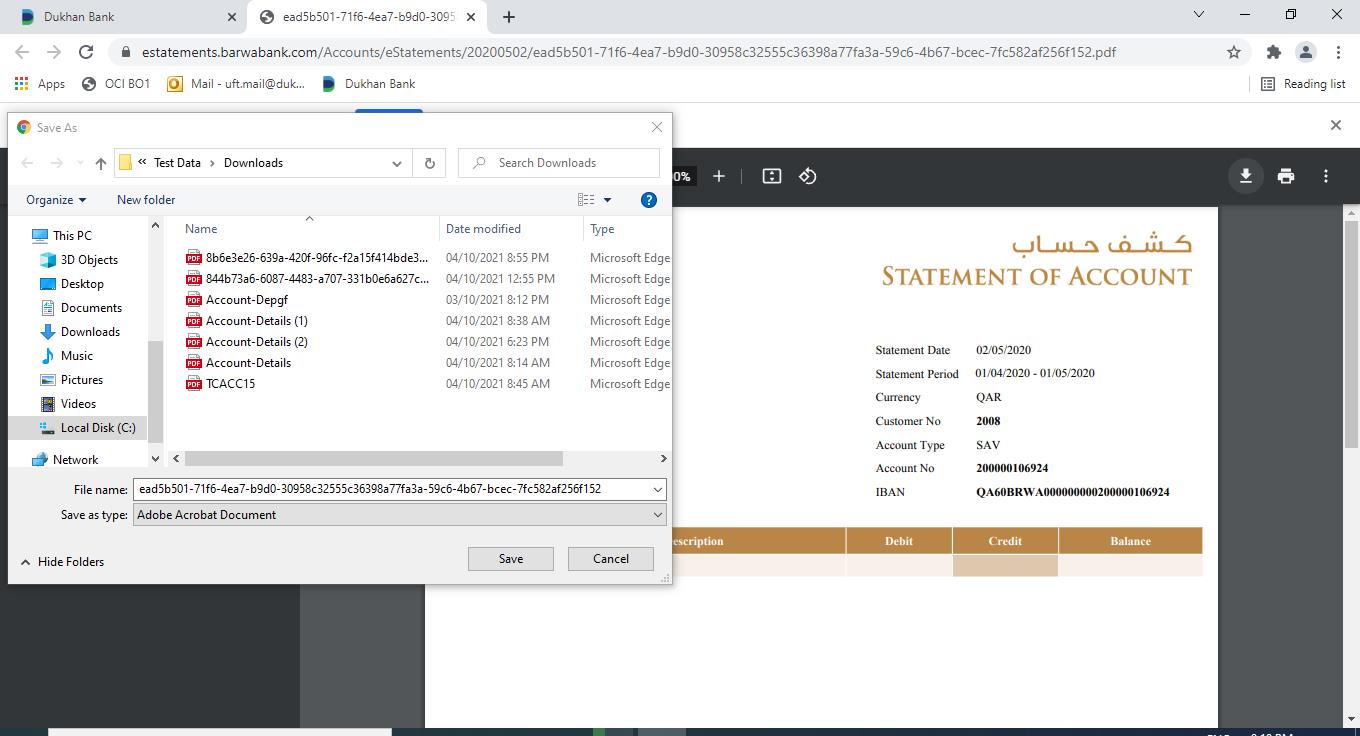 Dukhan Bank
ead5b501-71f6-4ea7-b9d0-3095
estatements.barwabank.com/Accounts/eStatements/20200502/ead5b501-71f6-4ea7-b9d0-30958c32555c36398a77fa3a-59c6-4b67-bcec-7fc582af256f152.pdf
Apps OCI BO1 Mail - uft.mail@duk... Dukhan Bank Reading list
Save As
« Test Data › Downloads Search Downloads
Organize New folder
Name Date modified Type
This PC
3D Objects
Desktop
Documents
Downloads
Music
Pictures
Videos
Local Disk (C:)
Network
8b6e3e26-639a-420f-96fc-f2a15f414bde3... 04/10/2021 8:55 PM Microsoft Edge
844b73a6-6087-4483-a707-331b0e6a627c... 04/10/2021 12:55 PM Microsoft Edge
Account-Depgf 03/10/2021 8:12 PM Microsoft Edge
Account-Details (1) 04/10/2021 8:38 AM Microsoft Edge
Account-Details (2) 04/10/2021 6:23 PM Microsoft Edge
Account-Details 04/10/2021 8:14 AM Microsoft Edge
TCACC15 04/10/2021 8:45 AM Microsoft Edge
File name: ead5b501-71f6-4ea7-b9d0-30958c32555c36398a77fa3a-59c6-4b67-bcec-7fc582af256f152
Save as type: Adobe Acrobat Document
Hide Folders Save Cancel
0%
كشف حساب
STATEMENT OF ACCOUNT
Statement Date 02/05/2020
Statement Period 01/04/2020 - 01/05/2020
Currency QAR
Customer No 2008
Account Type SAV
Account No 200000106924
IBAN QA60BRWA000000000200000106924
escription Debit Credit Balance